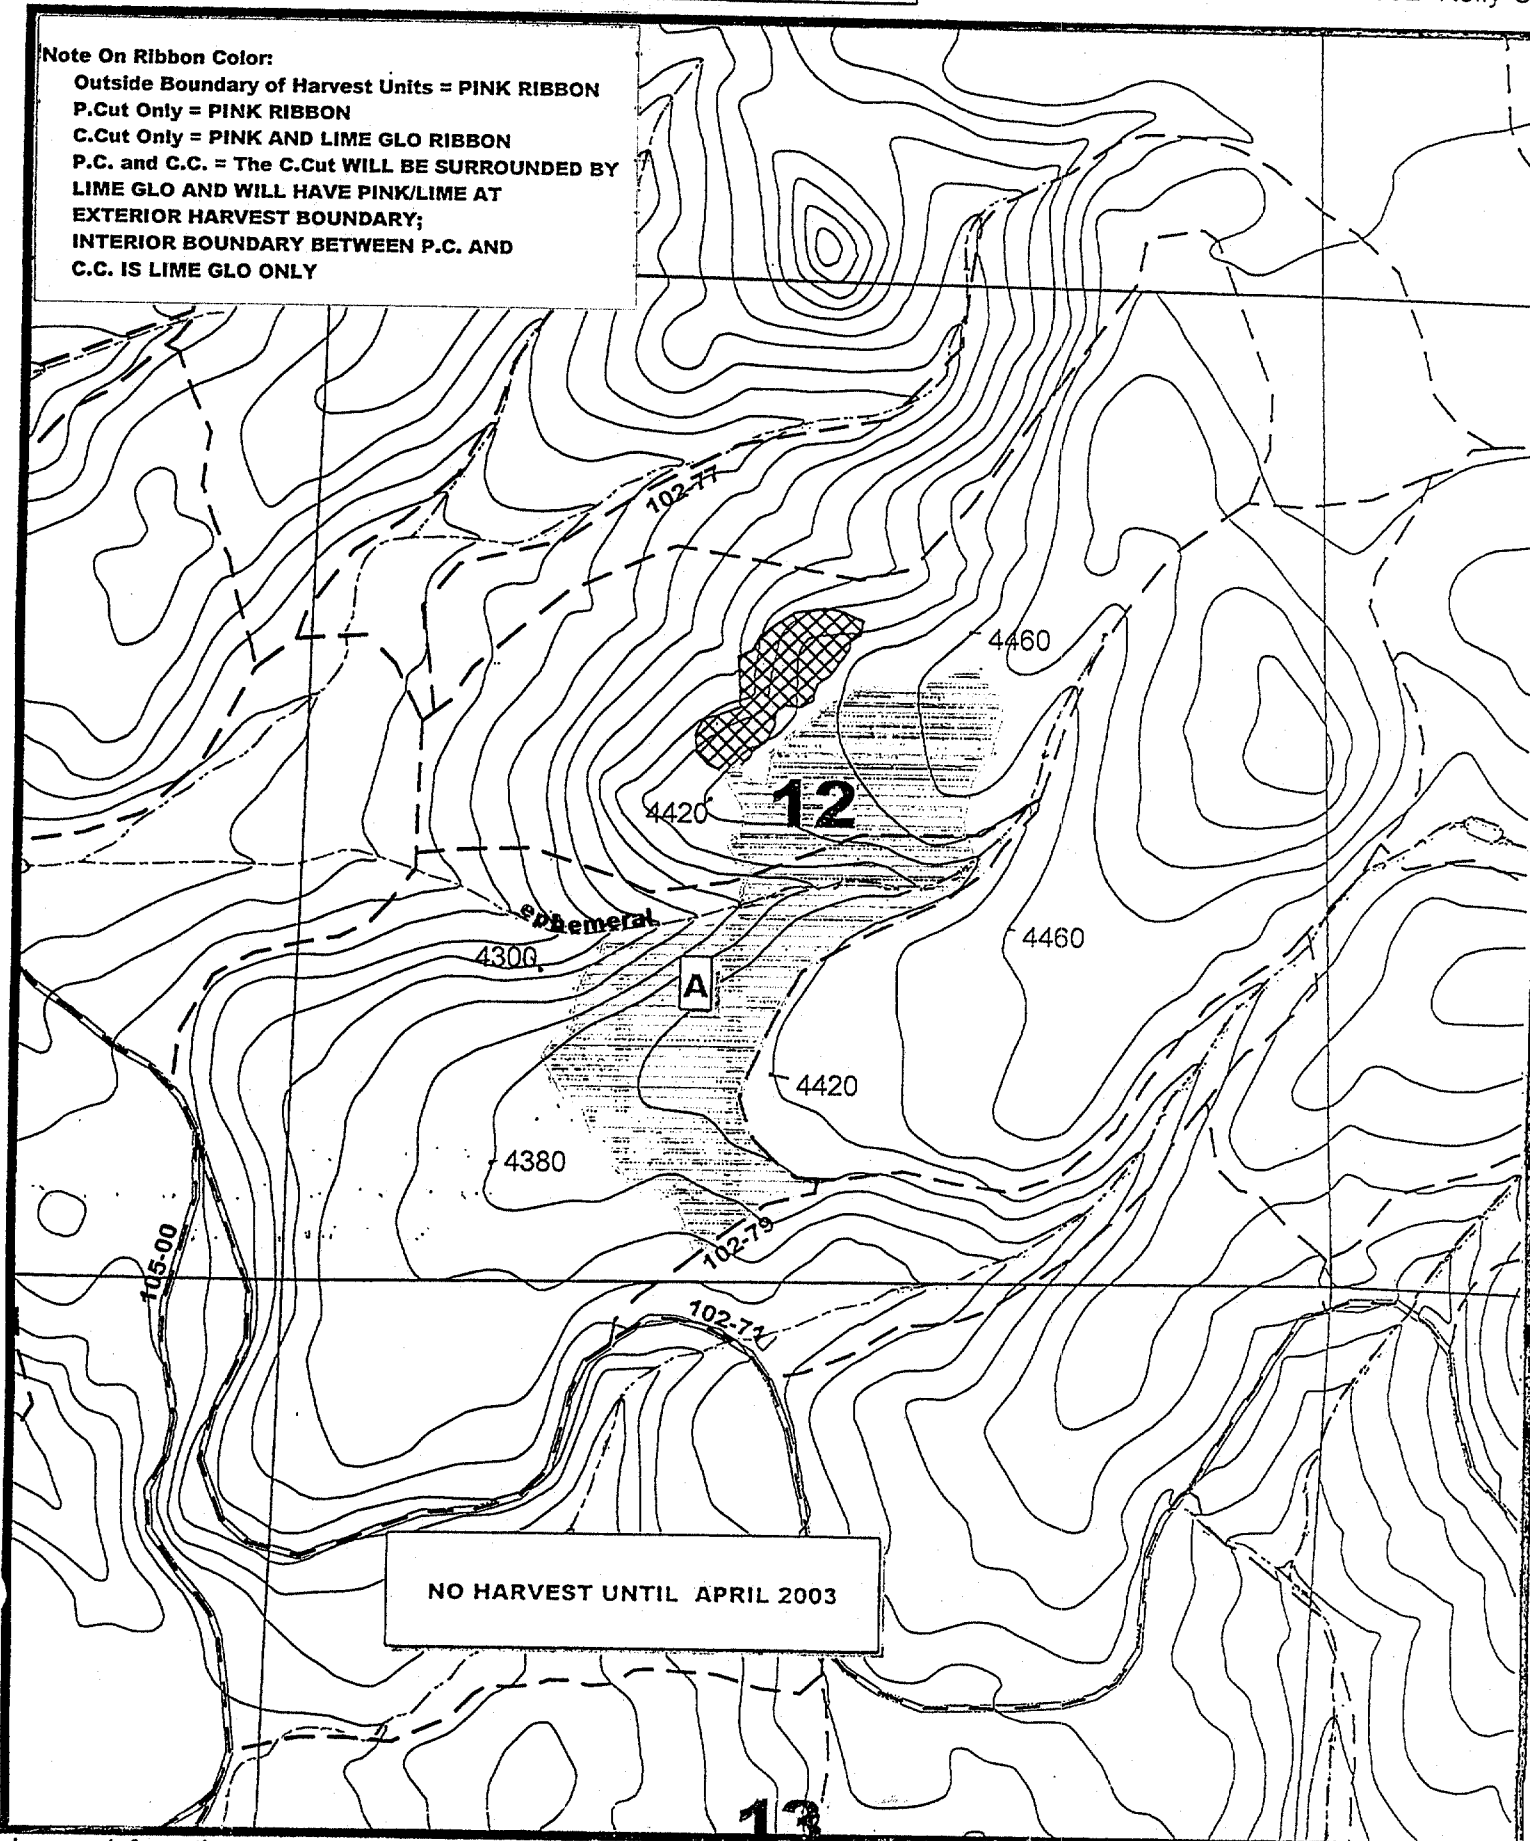 Note On Ribbon Color:
Outside Boundary of Harvest Units = PINK RIBBON
P.Cut Only = PINK RIBBON
C.Cut Only = PINK AND LIME GLO RIBBON
P.C. and C.C. = The C.Cut WILL BE SURROUNDED BY
LIME GLO AND WILL HAVE PINK/LIME AT
EXTERIOR HARVEST BOUNDARY;
INTERIOR BOUNDARY BETWEEN P.C. AND
C.C. IS LIME GLO ONLY
102-77
4460
12
4420
ephemeral
4300
4460
A
4420
4380
102-79
105-00
102-71
NO HARVEST UNTIL APRIL 2003
13